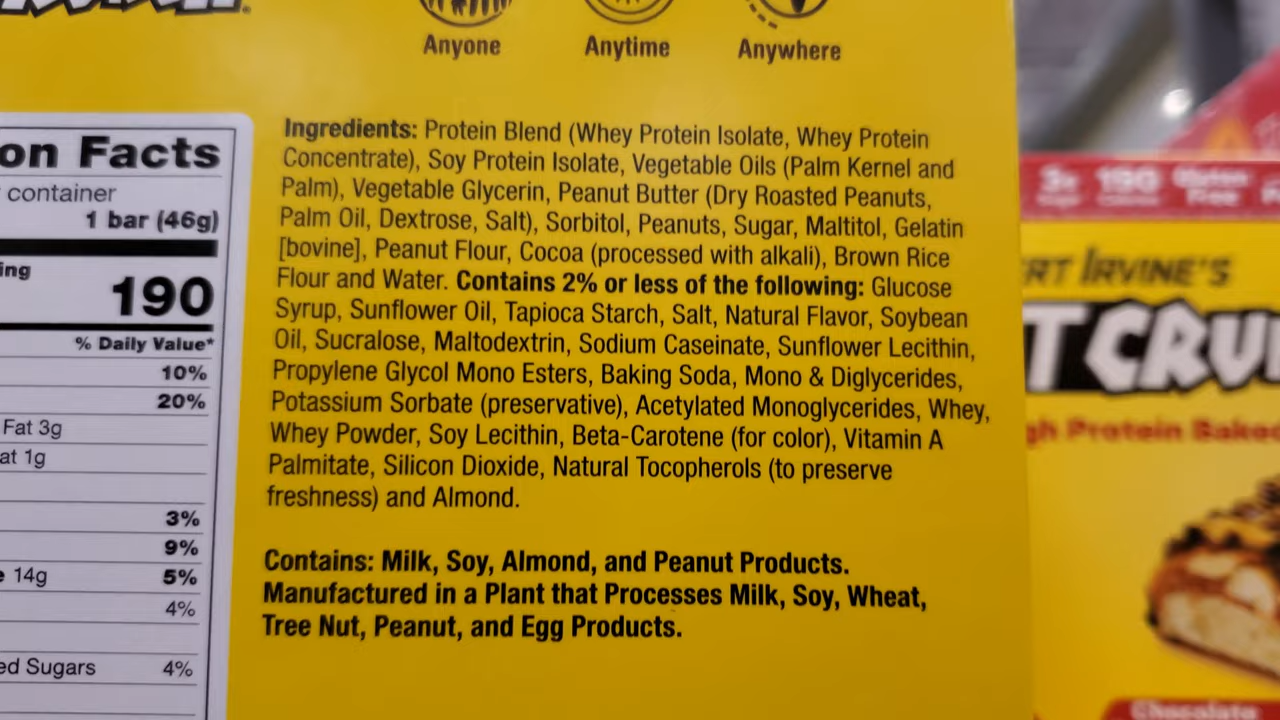 Anyone Anytime Anywhere
on Facts
container
1 bar (46g)
ing
190
% Daily Value*
10%
20%
Fat 3g
at 1g
3%
9%
e 14g 5%
4%
ed Sugars 4%
Ingredients: Protein Blend (Whey Protein Isolate, Whey Protein
Concentrate), Soy Protein Isolate, Vegetable Oils (Palm Kernel and
Palm), Vegetable Glycerin, Peanut Butter (Dry Roasted Peanuts,
Palm Oil, Dextrose, Salt), Sorbitol, Peanuts, Sugar, Maltitol, Gelatin
[bovine], Peanut Flour, Cocoa (processed with alkali), Brown Rice
Flour and Water. Contains 2% or less of the following: Glucose
Syrup, Sunflower Oil, Tapioca Starch, Salt, Natural Flavor, Soybean
Oil, Sucralose, Maltodextrin, Sodium Caseinate, Sunflower Lecithin,
Propylene Glycol Mono Esters, Baking Soda, Mono & Diglycerides,
Potassium Sorbate (preservative), Acetylated Monoglycerides, Whey,
Whey Powder, Soy Lecithin, Beta-Carotene (for color), Vitamin A
Palmitate, Silicon Dioxide, Natural Tocopherols (to preserve
freshness) and Almond.
Contains: Milk, Soy, Almond, and Peanut Products.
Manufactured in a Plant that Processes Milk, Soy, Wheat,
Tree Nut, Peanut, and Egg Products.
190 Gluten
Free
RT IRVINE'S
T CRU
gh Protein Bake
Chocolate